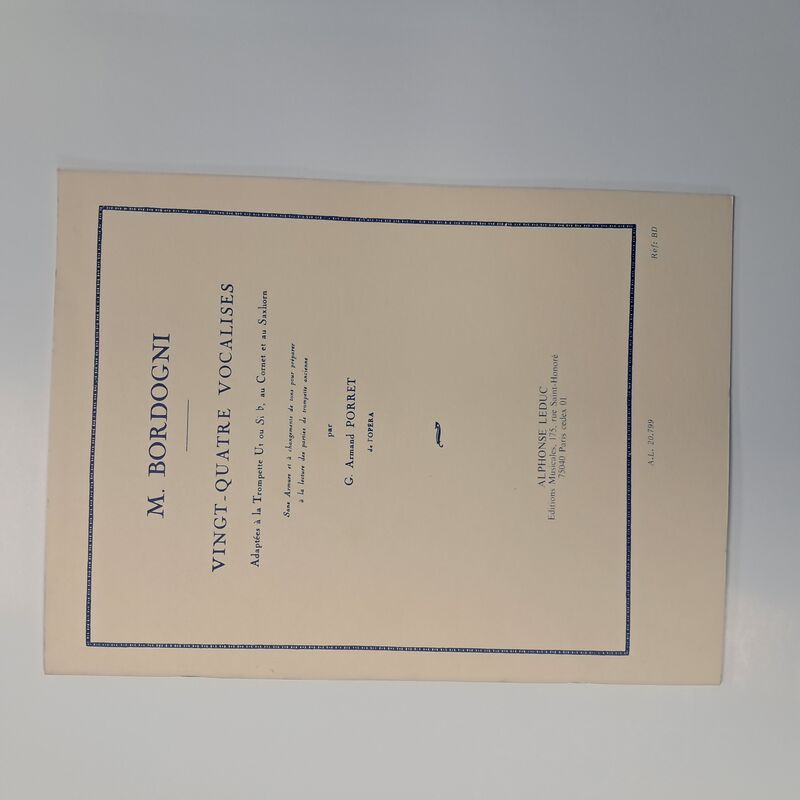 M. BORDOGNI
VINGT-QUATRE VOCALISES
Adaptées à la Trompette Ut ou Si b, au Cornet et au Saxhorn
Sans Armure et à changements de tons pour préparer
à la lecture des parties de trompette ancienne
par
G. Armand PORRET
de l'OPÉRA
ALPHONSE LEDUC
Editions Musicales, 175, rue Saint-Honoré
75040 Paris cedex 01
A.L. 20,799
Ref: BD